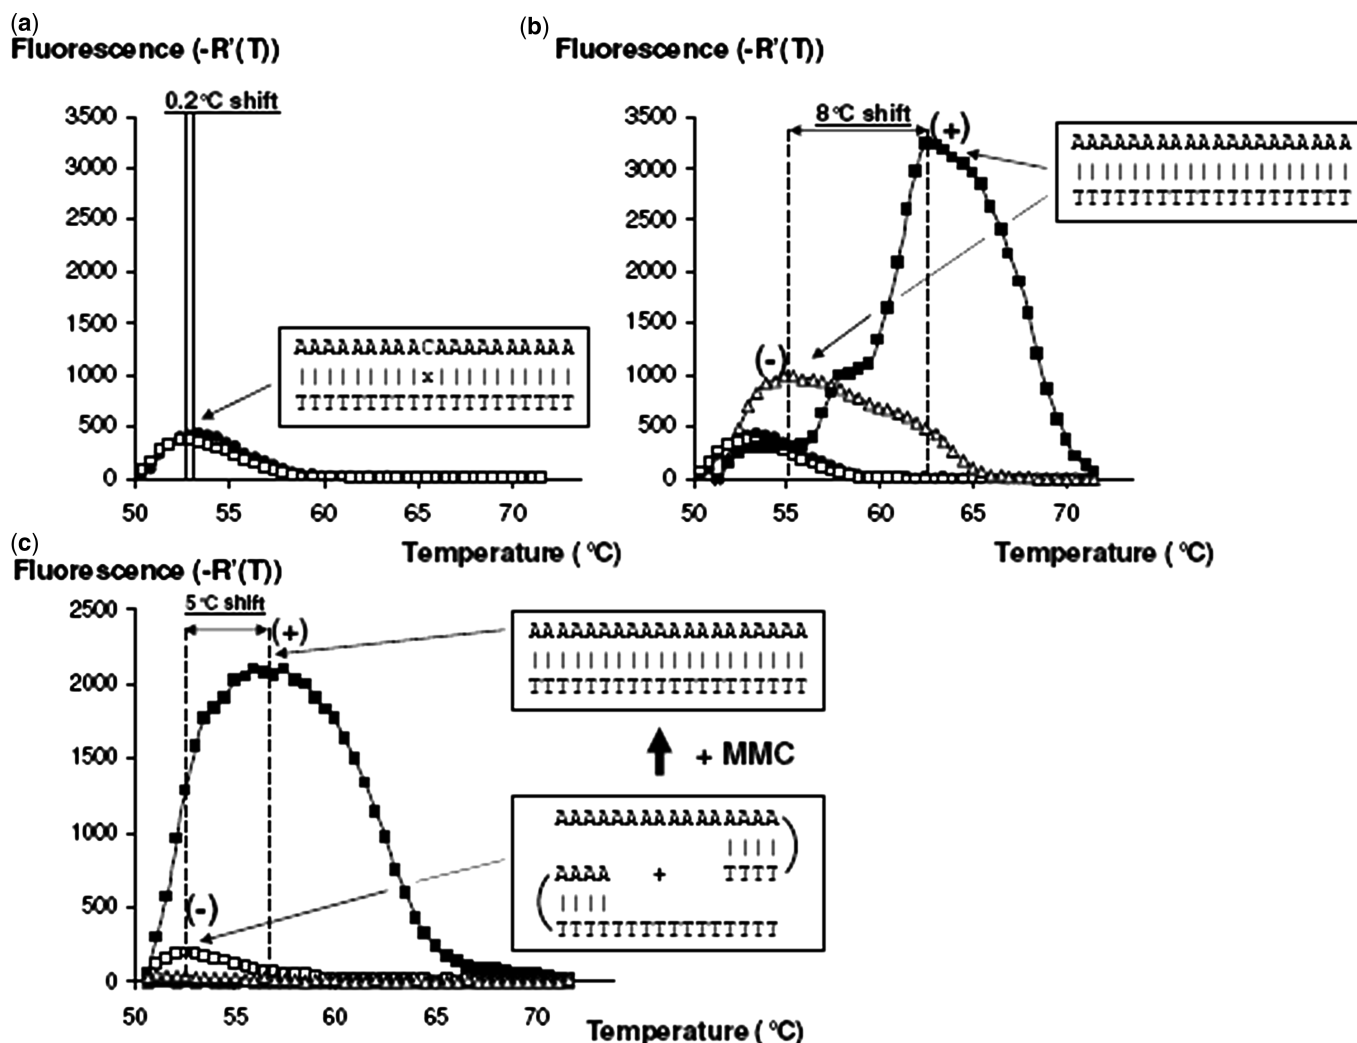 (a)
Fluorescence (-R'(T))
0.2°C shift
3500
3000
2500
2000
1500
1000
500
0
50 55 60 65 70
Temperature (°C)
AAAAAAAAACAAAAAAAAAA
|||||||||x||||||||||
TTTTTTTTTTTTTTTTTTTT
(b)
Fluorescence (-R'(T))
8°C shift
(+)
(-)
3500
3000
2500
2000
1500
1000
500
0
50 55 60 65 70
Temperature (°C)
AAAAAAAAAAAAAAAAAAAA
||||||||||||||||||||
TTTTTTTTTTTTTTTTTTTT
(c)
Fluorescence (-R'(T))
5°C shift
(+)
(-)
2500
2000
1500
1000
500
0
50 55 60 65 70
Temperature (°C)
AAAAAAAAAAAAAAAAAAAA
||||||||||||||||||||
TTTTTTTTTTTTTTTTTTTT
+ MMC
AAAAAAAAAAAAAAAA
||||
AAAA + TTTT
||||
TTTTTTTTTTTTTTTT